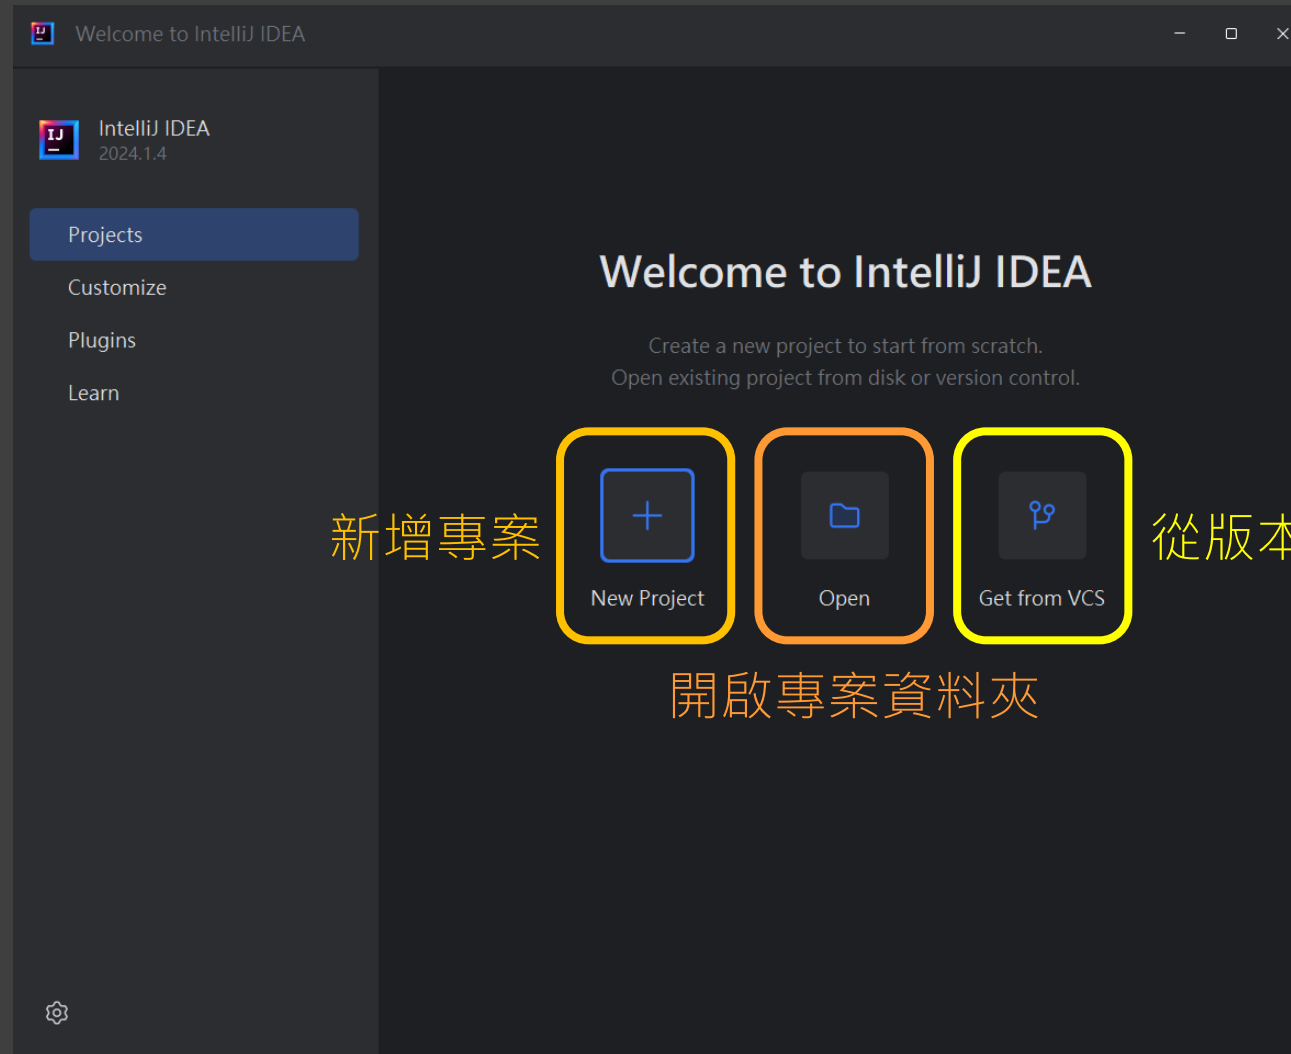 Welcome to IntelliJ IDEA
IntelliJ IDEA
2024.1.4
Projects
Customize
Plugins
Learn
Welcome to IntelliJ IDEA
Create a new project to start from scratch.
Open existing project from disk or version control.
新增專案
New Project
Open
Get from VCS
從版本
開啟專案資料夾